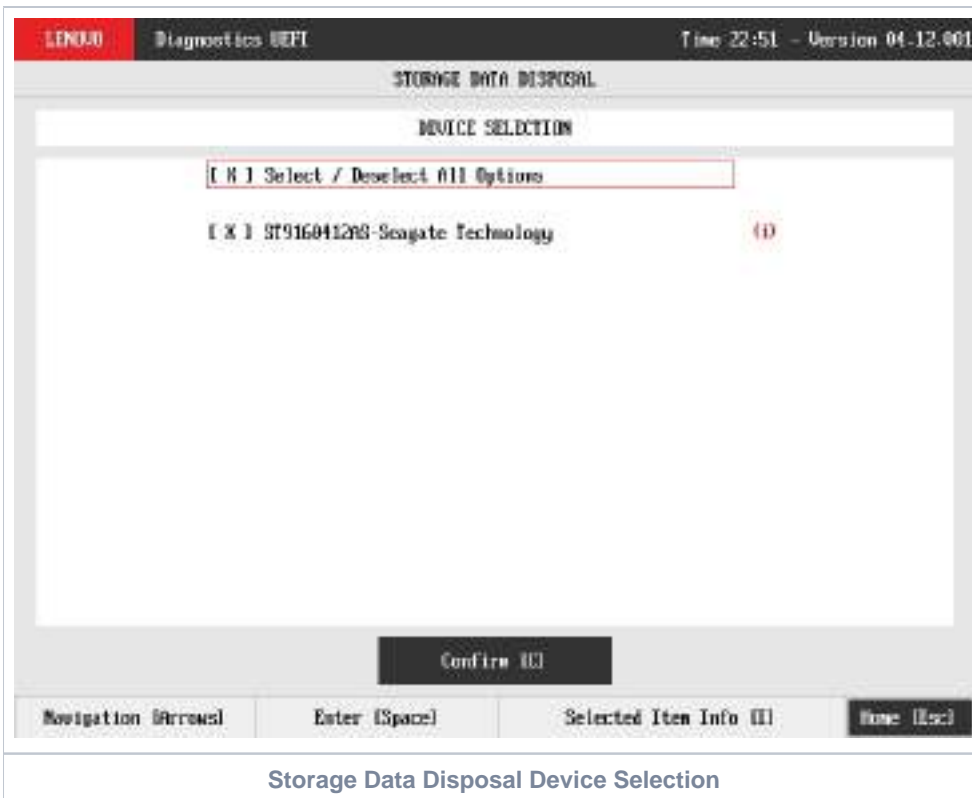 LENOVO Diagnostics UEFI Time 22:51 - Version 04.12.001
STORAGE DATA DISPOSAL
DEVICE SELECTION
[ X ] Select / Deselect All Options
[ X ] ST9160412AS-Seagate Technology (i)
Confirm [C]
Navigation [Arrows] Enter [Space] Selected Item Info [I] Home [Esc]
Storage Data Disposal Device Selection